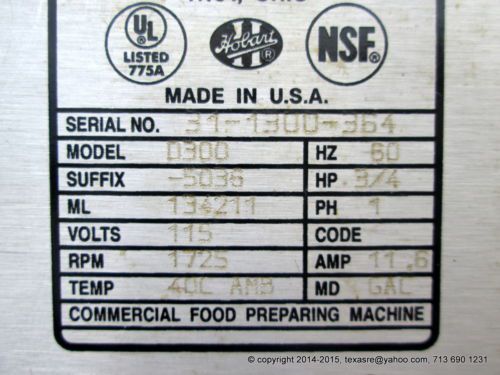 TROY, OHIO
UL
LISTED
775A
Hobart
H
(R)
NSF®
MADE IN U.S.A.
SERIAL NO. 31-1300-364
MODEL D300 HZ 60
SUFFIX -5036 HP 3/4
ML 134211 PH 1
VOLTS 115 CODE
RPM 1725 AMP 11.6
TEMP 40C AMB MD GAC
COMMERCIAL FOOD PREPARING MACHINE
© copyright 2014-2015, texasre@yahoo.com, 713 690 1231